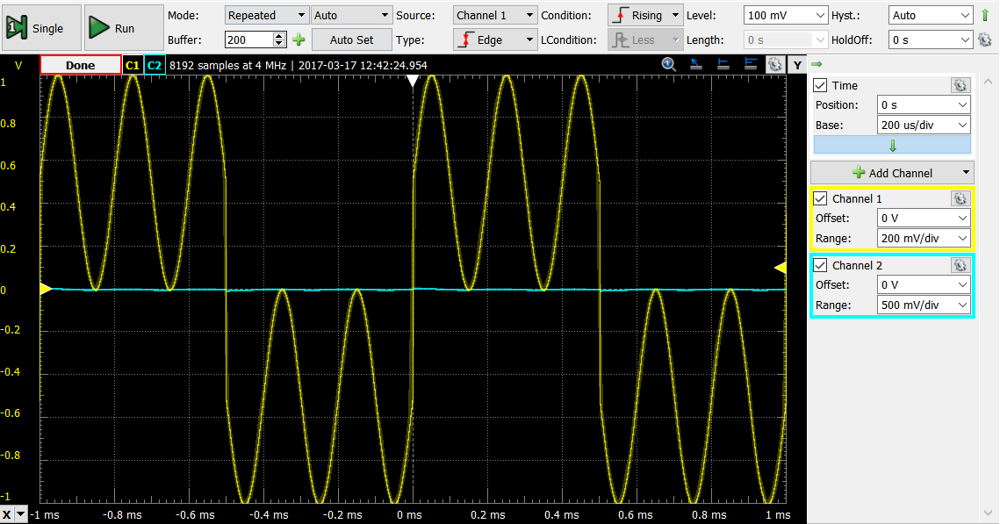 Single
Run
Mode: Repeated Auto Source: Channel 1 Condition: Rising Level: 100 mV Hyst.: Auto
Buffer: 200 Auto Set Type: Edge LCondition: Less Length: 0 s HoldOff: 0 s
V Done C1 C2 8192 samples at 4 MHz | 2017-03-17 12:42:24.954 Y
1
0.8
0.6
0.4
0.2
0
-0.2
-0.4
-0.6
-0.8
-1
X -1 ms -0.8 ms -0.6 ms -0.4 ms -0.2 ms 0 ms 0.2 ms 0.4 ms 0.6 ms 0.8 ms 1 ms
Time
Position: 0 s
Base: 200 us/div
Add Channel
Channel 1
Offset: 0 V
Range: 200 mV/div
Channel 2
Offset: 0 V
Range: 500 mV/div